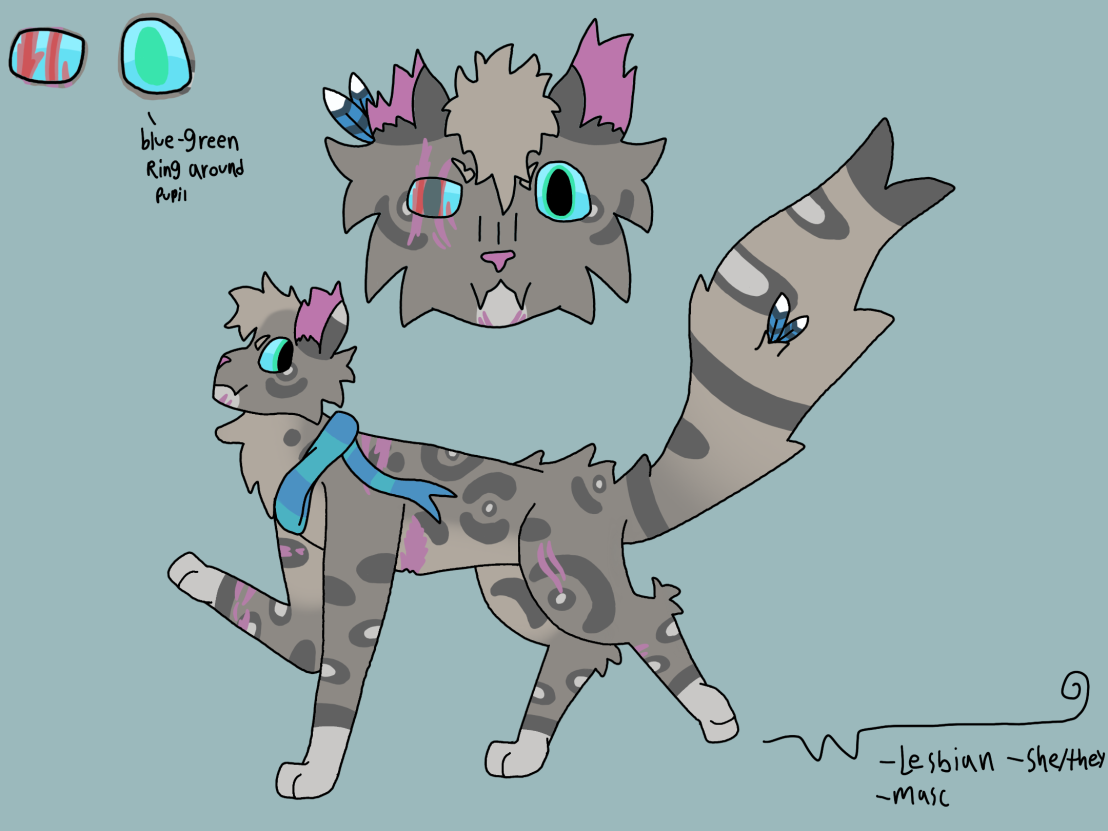 blue-green
Ring around
pupil
-Lesbian -she/they
-masc